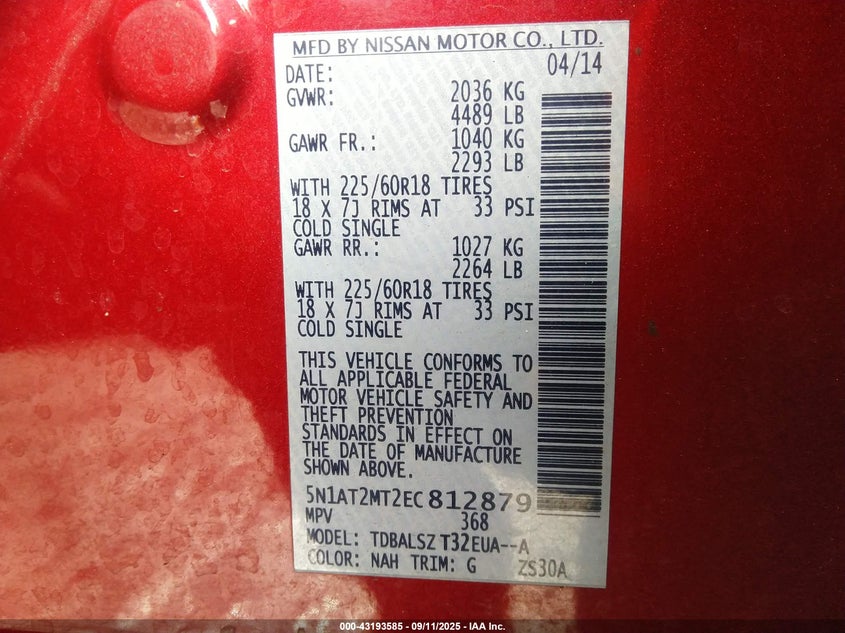 MFD BY NISSAN MOTOR CO., LTD.
DATE: 04/14
GVWR: 2036 KG
4489 LB
GAWR FR.: 1040 KG
2293 LB
WITH 225/60R18 TIRES
18 X 7J RIMS AT 33 PSI
COLD SINGLE
GAWR RR.: 1027 KG
2264 LB
WITH 225/60R18 TIRES
18 X 7J RIMS AT 33 PSI
COLD SINGLE
THIS VEHICLE CONFORMS TO
ALL APPLICABLE FEDERAL
MOTOR VEHICLE SAFETY AND
THEFT PREVENTION
STANDARDS IN EFFECT ON
THE DATE OF MANUFACTURE
SHOWN ABOVE.
5N1AT2MT2EC812879
MPV 368
MODEL: TDBALSZ T32EUA--A
COLOR: NAH TRIM: G ZS30A
000-43193585 - 09/11/2025 - IAA Inc.